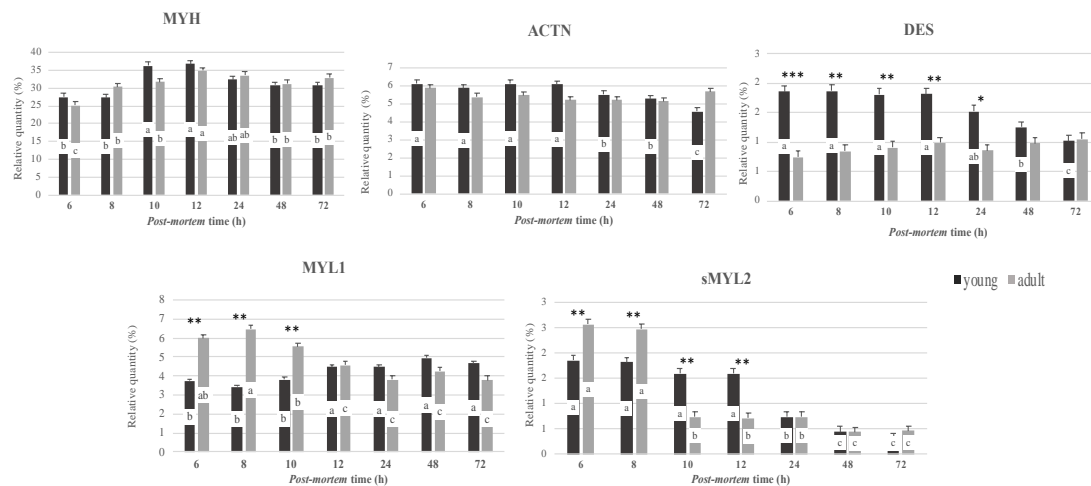 MYH
Relative quantity (%)
40
35
30
25
20
15
10
5
0
b c b b a b a a ab ab b b b b
6 8 10 12 24 48 72
Post-mortem time (h)
ACTN
Relative quantity (%)
6
5
4
3
2
1
0
a a a a b b c
6 8 10 12 24 48 72
Post-mortem time (h)
DES
Relative quantity (%)
3
2
2
1
1
0
*** ** ** ** *
a a a a ab b c
6 8 10 12 24 48 72
Post-mortem time (h)
MYL1
Relative quantity (%)
8
7
6
5
4
3
2
1
0
** ** **
b ab b a b b a c a c a c a c
6 8 10 12 24 48 72
Post-mortem time (h)
sMYL2
Relative quantity (%)
3
3
2
2
1
1
0
** ** ** **
a a a a a b a b b b c c c c
6 8 10 12 24 48 72
Post-mortem time (h)
young adult